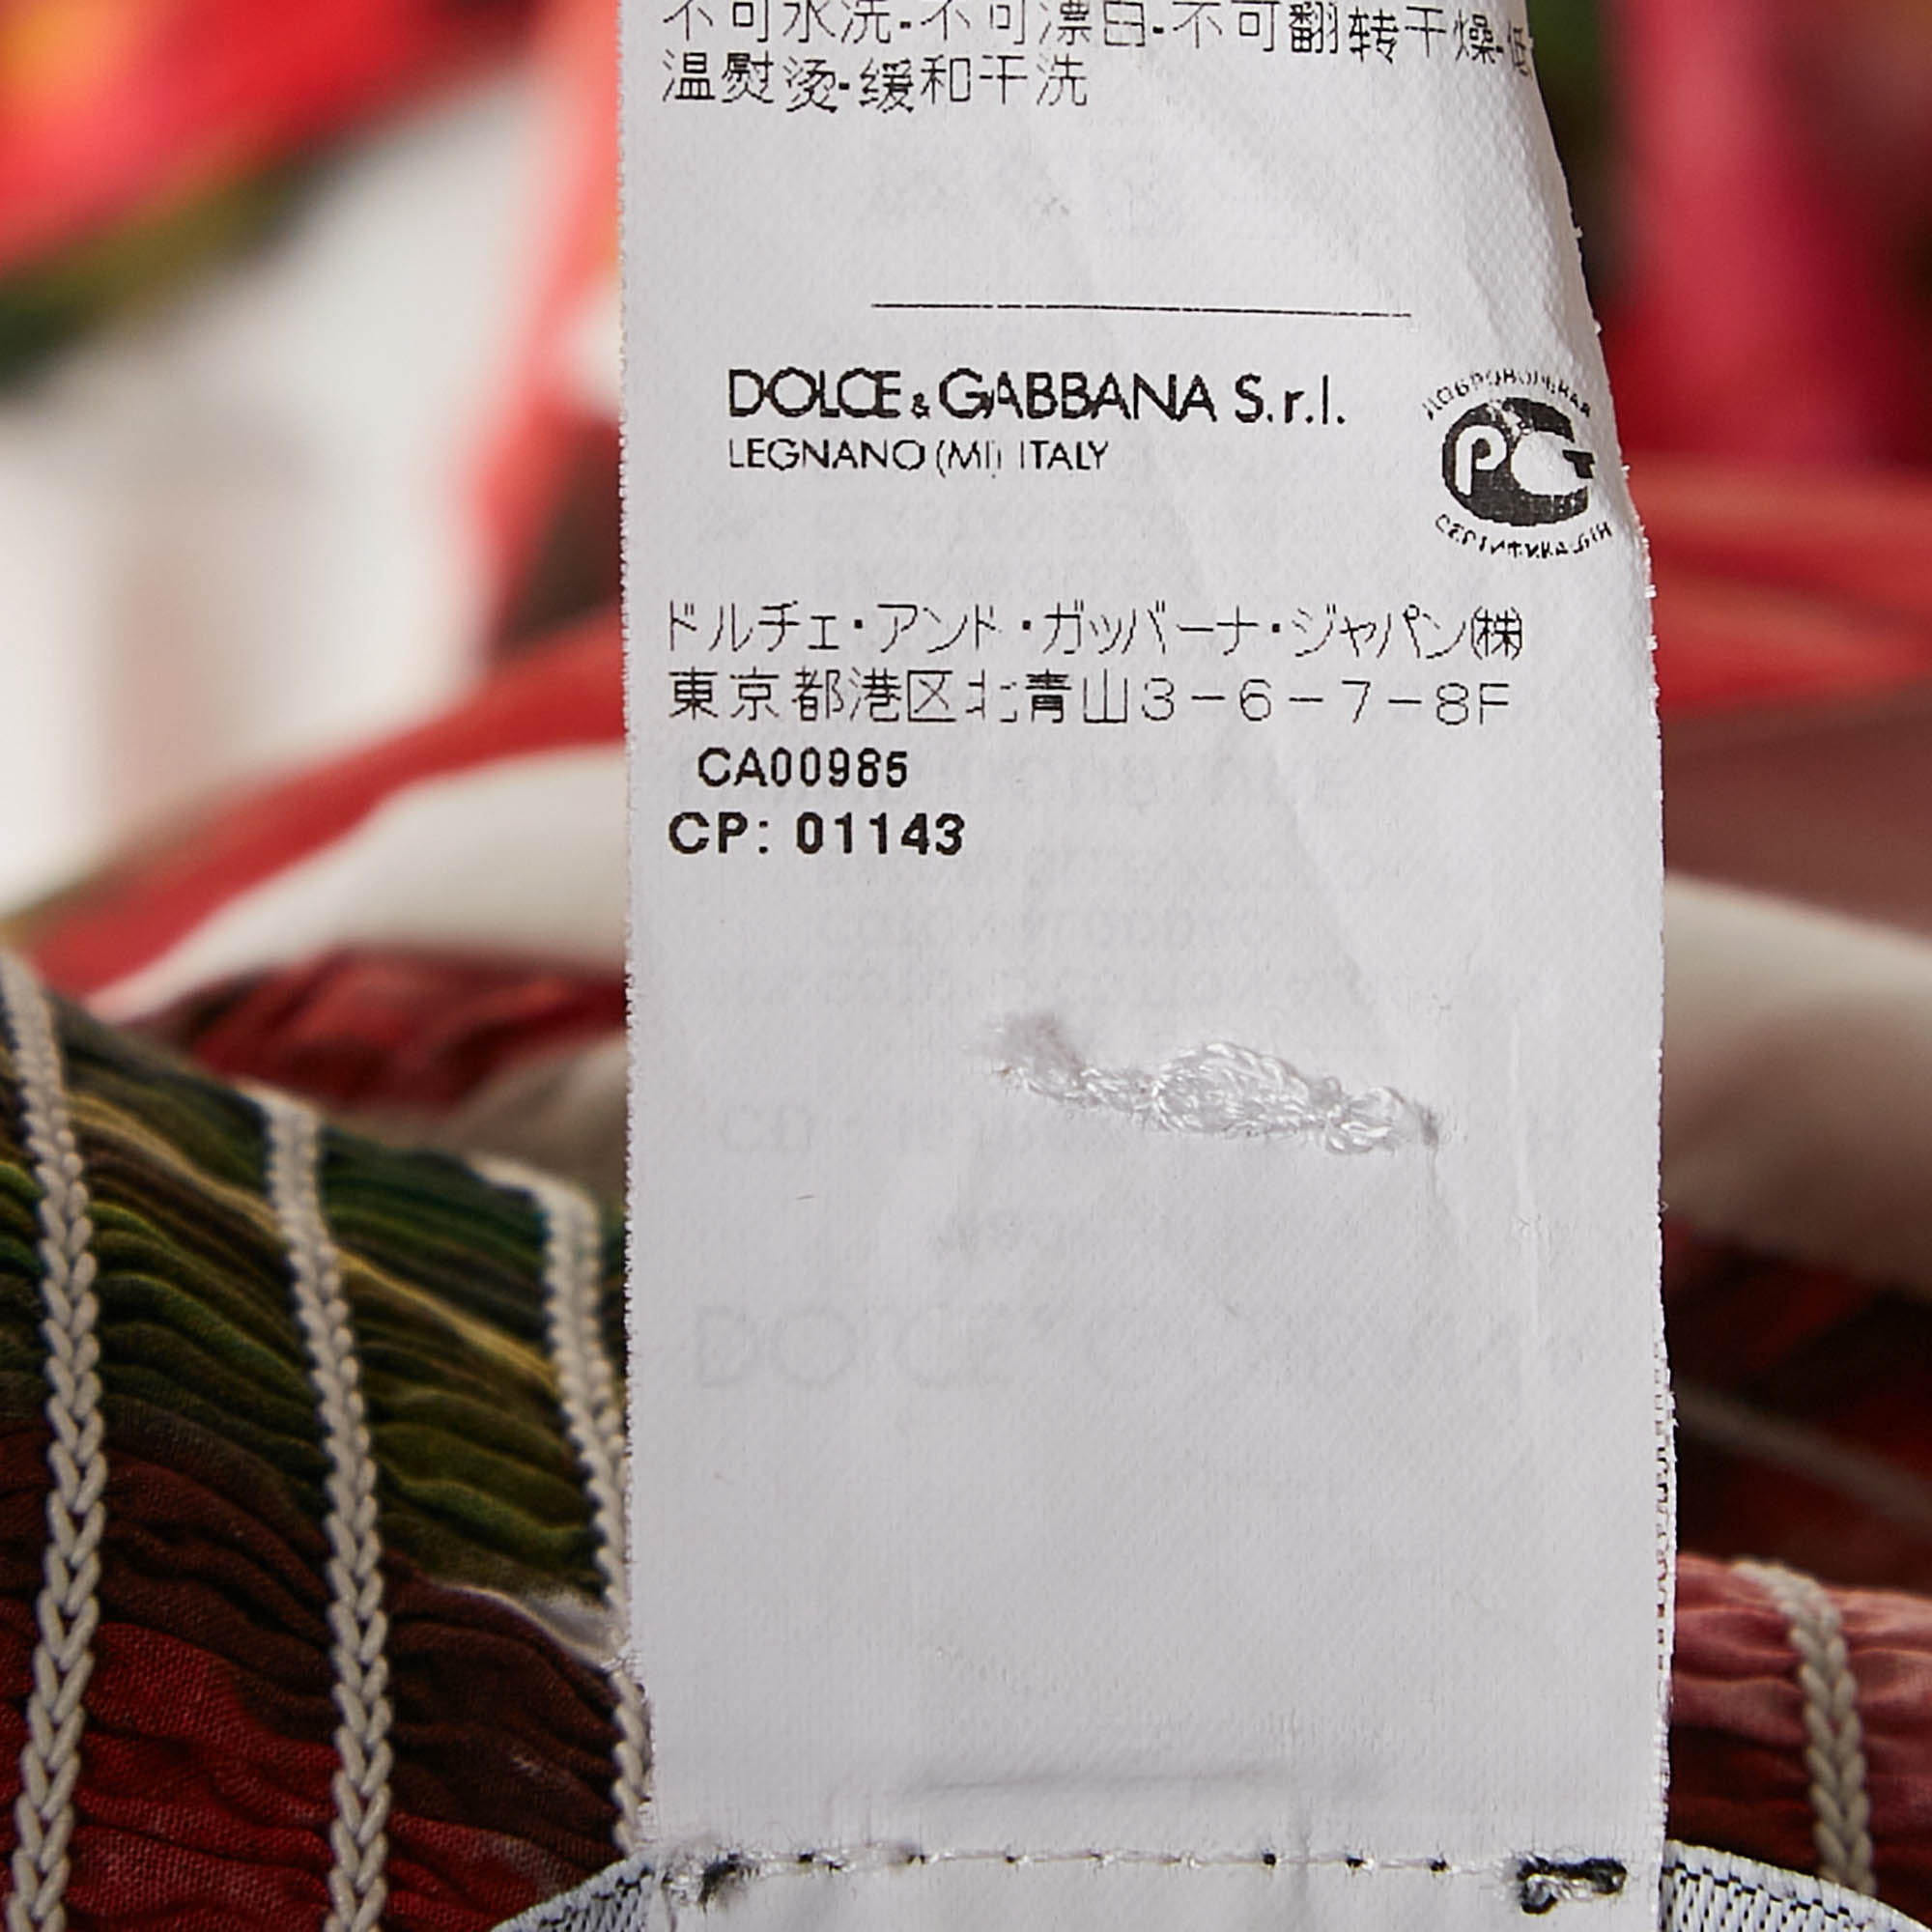 不可水洗-不可漂白-不可翻转干燥-低
温熨烫-缓和干洗
DOLCE & GABBANA S.r.l.
LEGNANO (MI) ITALY
ДОБРОВОЛЬНАЯ
РСТ
СЕРТИФИКАЦИЯ
ドルチェ・アンド・ガッバーナ・ジャパン(株)
東京都港区北青山3-6-7-8F
CA00985
CP: 01143